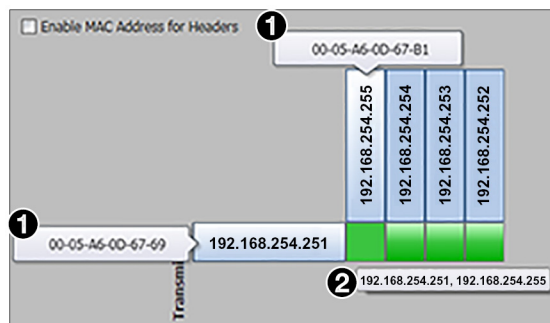 Enable MAC Address for Headers
1
00-05-A6-0D-67-B1
192.168.254.255
192.168.254.254
192.168.254.253
192.168.254.252
1
00-05-A6-0D-67-69
192.168.254.251
2
192.168.254.251, 192.168.254.255
Transmi